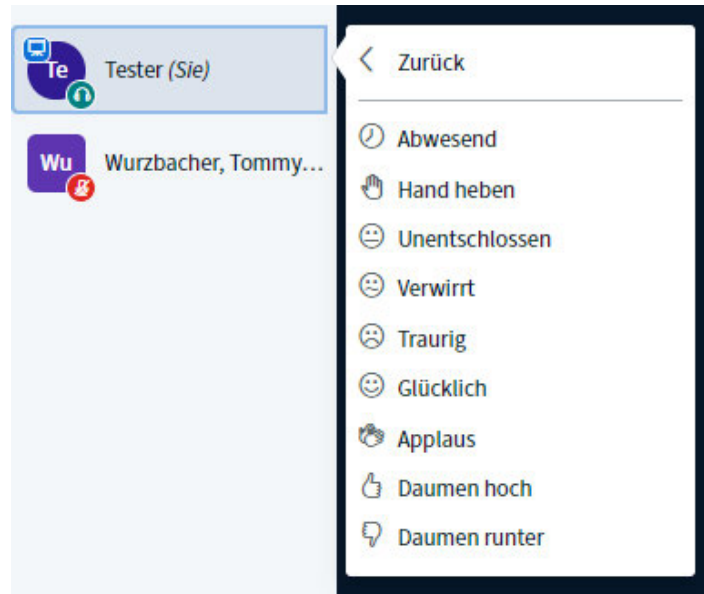 Te Tester (Sie)
Wu Wurzbacher, Tommy...
Zurück
Abwesend
Hand heben
Unentschlossen
Verwirrt
Traurig
Glücklich
Applaus
Daumen hoch
Daumen runter